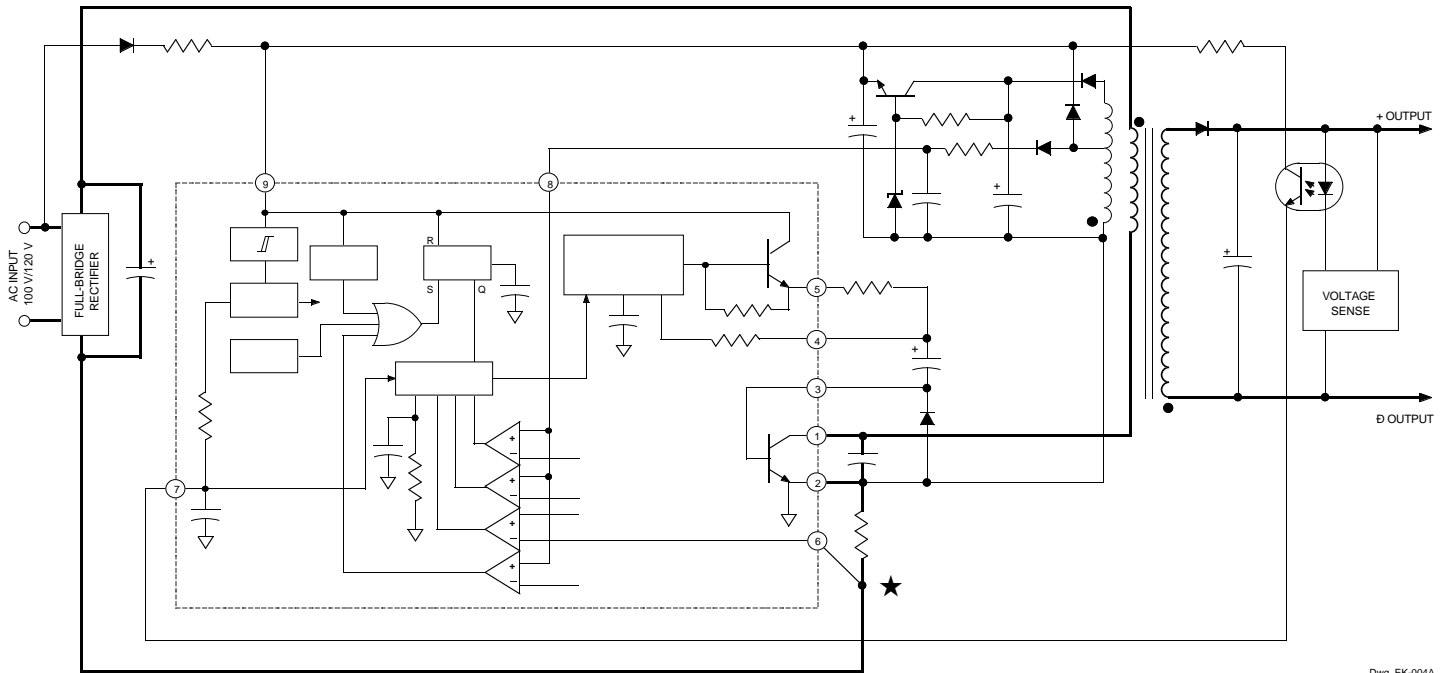 + OUTPUT
+
+
+
9
8
AC INPUT
100 V/120 V
FULL-BRIDGE
RECTIFIER
+
R
S
Q
+
VOLTAGE
SENSE
5
4
+
3
Đ OUTPUT
1
+
−
2
+
−
7
+
−
6
+
−
★
Dwg. EK-004A